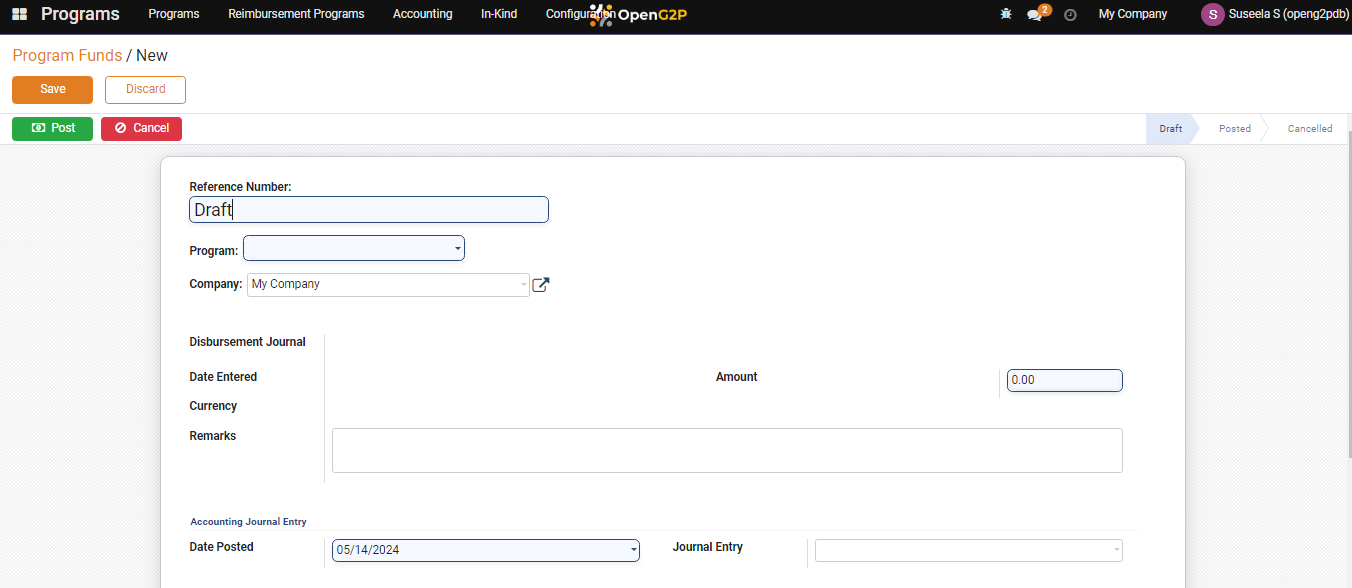 Programs Programs Reimbursement Programs Accounting In-Kind Configuration OpenG2P 2 My Company S Suseela S (openg2pdb)
Program Funds / New
Save Discard
Post Cancel Draft Posted Cancelled
Reference Number:
Draft
Program:
Company: My Company
Disbursement Journal
Date Entered Amount 0.00
Currency
Remarks
Accounting Journal Entry
Date Posted 05/14/2024 Journal Entry